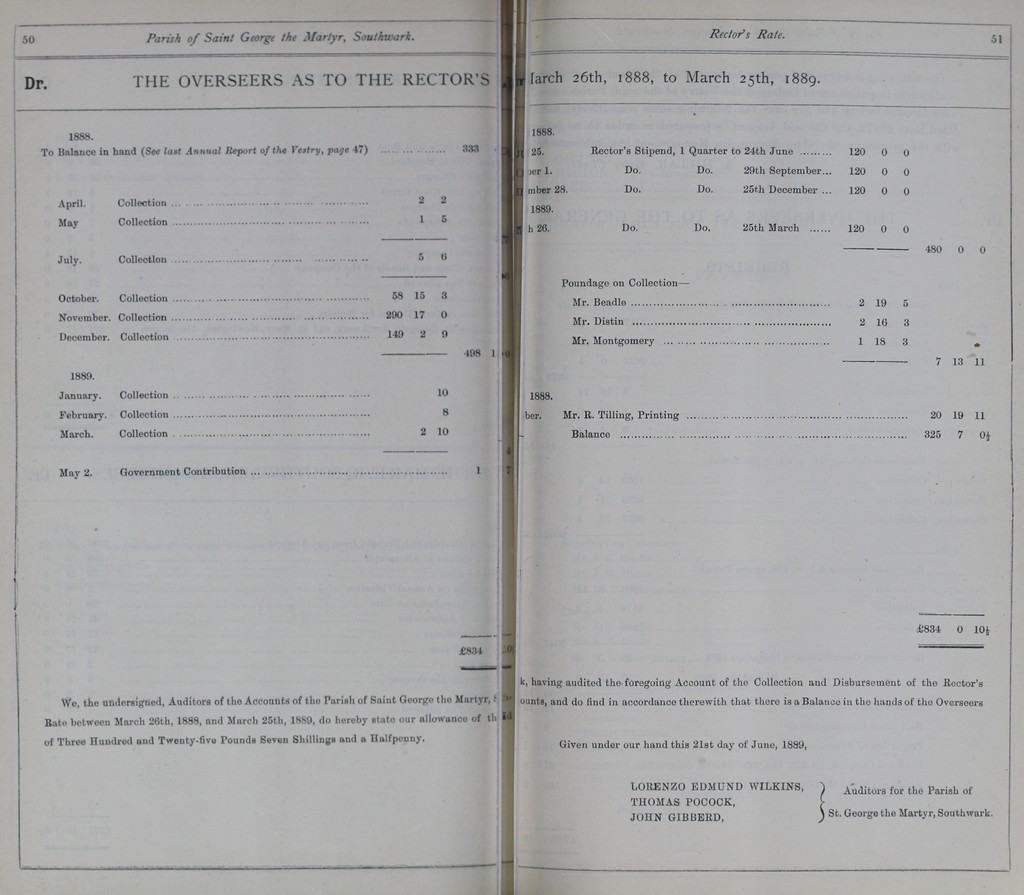 50 Parish of Saint George the Martyr, Southwark.
Dr. THE OVERSEERS AS TO THE RECTOR'S
1888.
To Balance in hand (See last Annual Report of the Vestry, page 47) 333
April. Collection 2 2
May Collection 1 5
July. Collection 5 6
October. Collection 58 15 3
November. Collection 290 17 0
December. Collection 149 2 9
498 1
1889.
January. Collection 10
February. Collection 8
March. Collection 2 10
May 2. Government Contribution 1
£834
We, the undersigned, Auditors of the Accounts of the Parish of Saint George the Martyr,
Rate between March 26th, 1888, and March 25th, 1889, do hereby state our allowance of th
of Three Hundred and Twenty-five Pounds Seven Shillings and a Halfpenny.
Rector's Rate. 51
larch 26th, 1888, to March 25th, 1889.
1888.
25. Rector's Stipend, 1 Quarter to 24th June 120 0 0
ber 1. Do. Do. 29th September... 120 0 0
mber 28. Do. Do. 25th December ... 120 0 0
1889.
h 26. Do. Do. 25th March 120 0 0
480 0 0
Poundage on Collection—
Mr. Beadle 2 19 5
Mr. Distin 2 16 3
Mr. Montgomery 1 18 3
7 13 11
1888.
ber. Mr. R. Tilling, Printing 20 19 11
Balance 325 7 0½
£834 0 10½
k, having audited the foregoing Account of the Collection and Disbursement of the Rector's
ounts, and do find in accordance therewith that there is a Balance in the hands of the Overseers
Given under our hand this 21st day of June, 1889,
LORENZO EDMUND WILKINS,
THOMAS POCOCK,
JOHN GIBBERD,
Auditors for the Parish of
St. George the Martyr, Southwark.